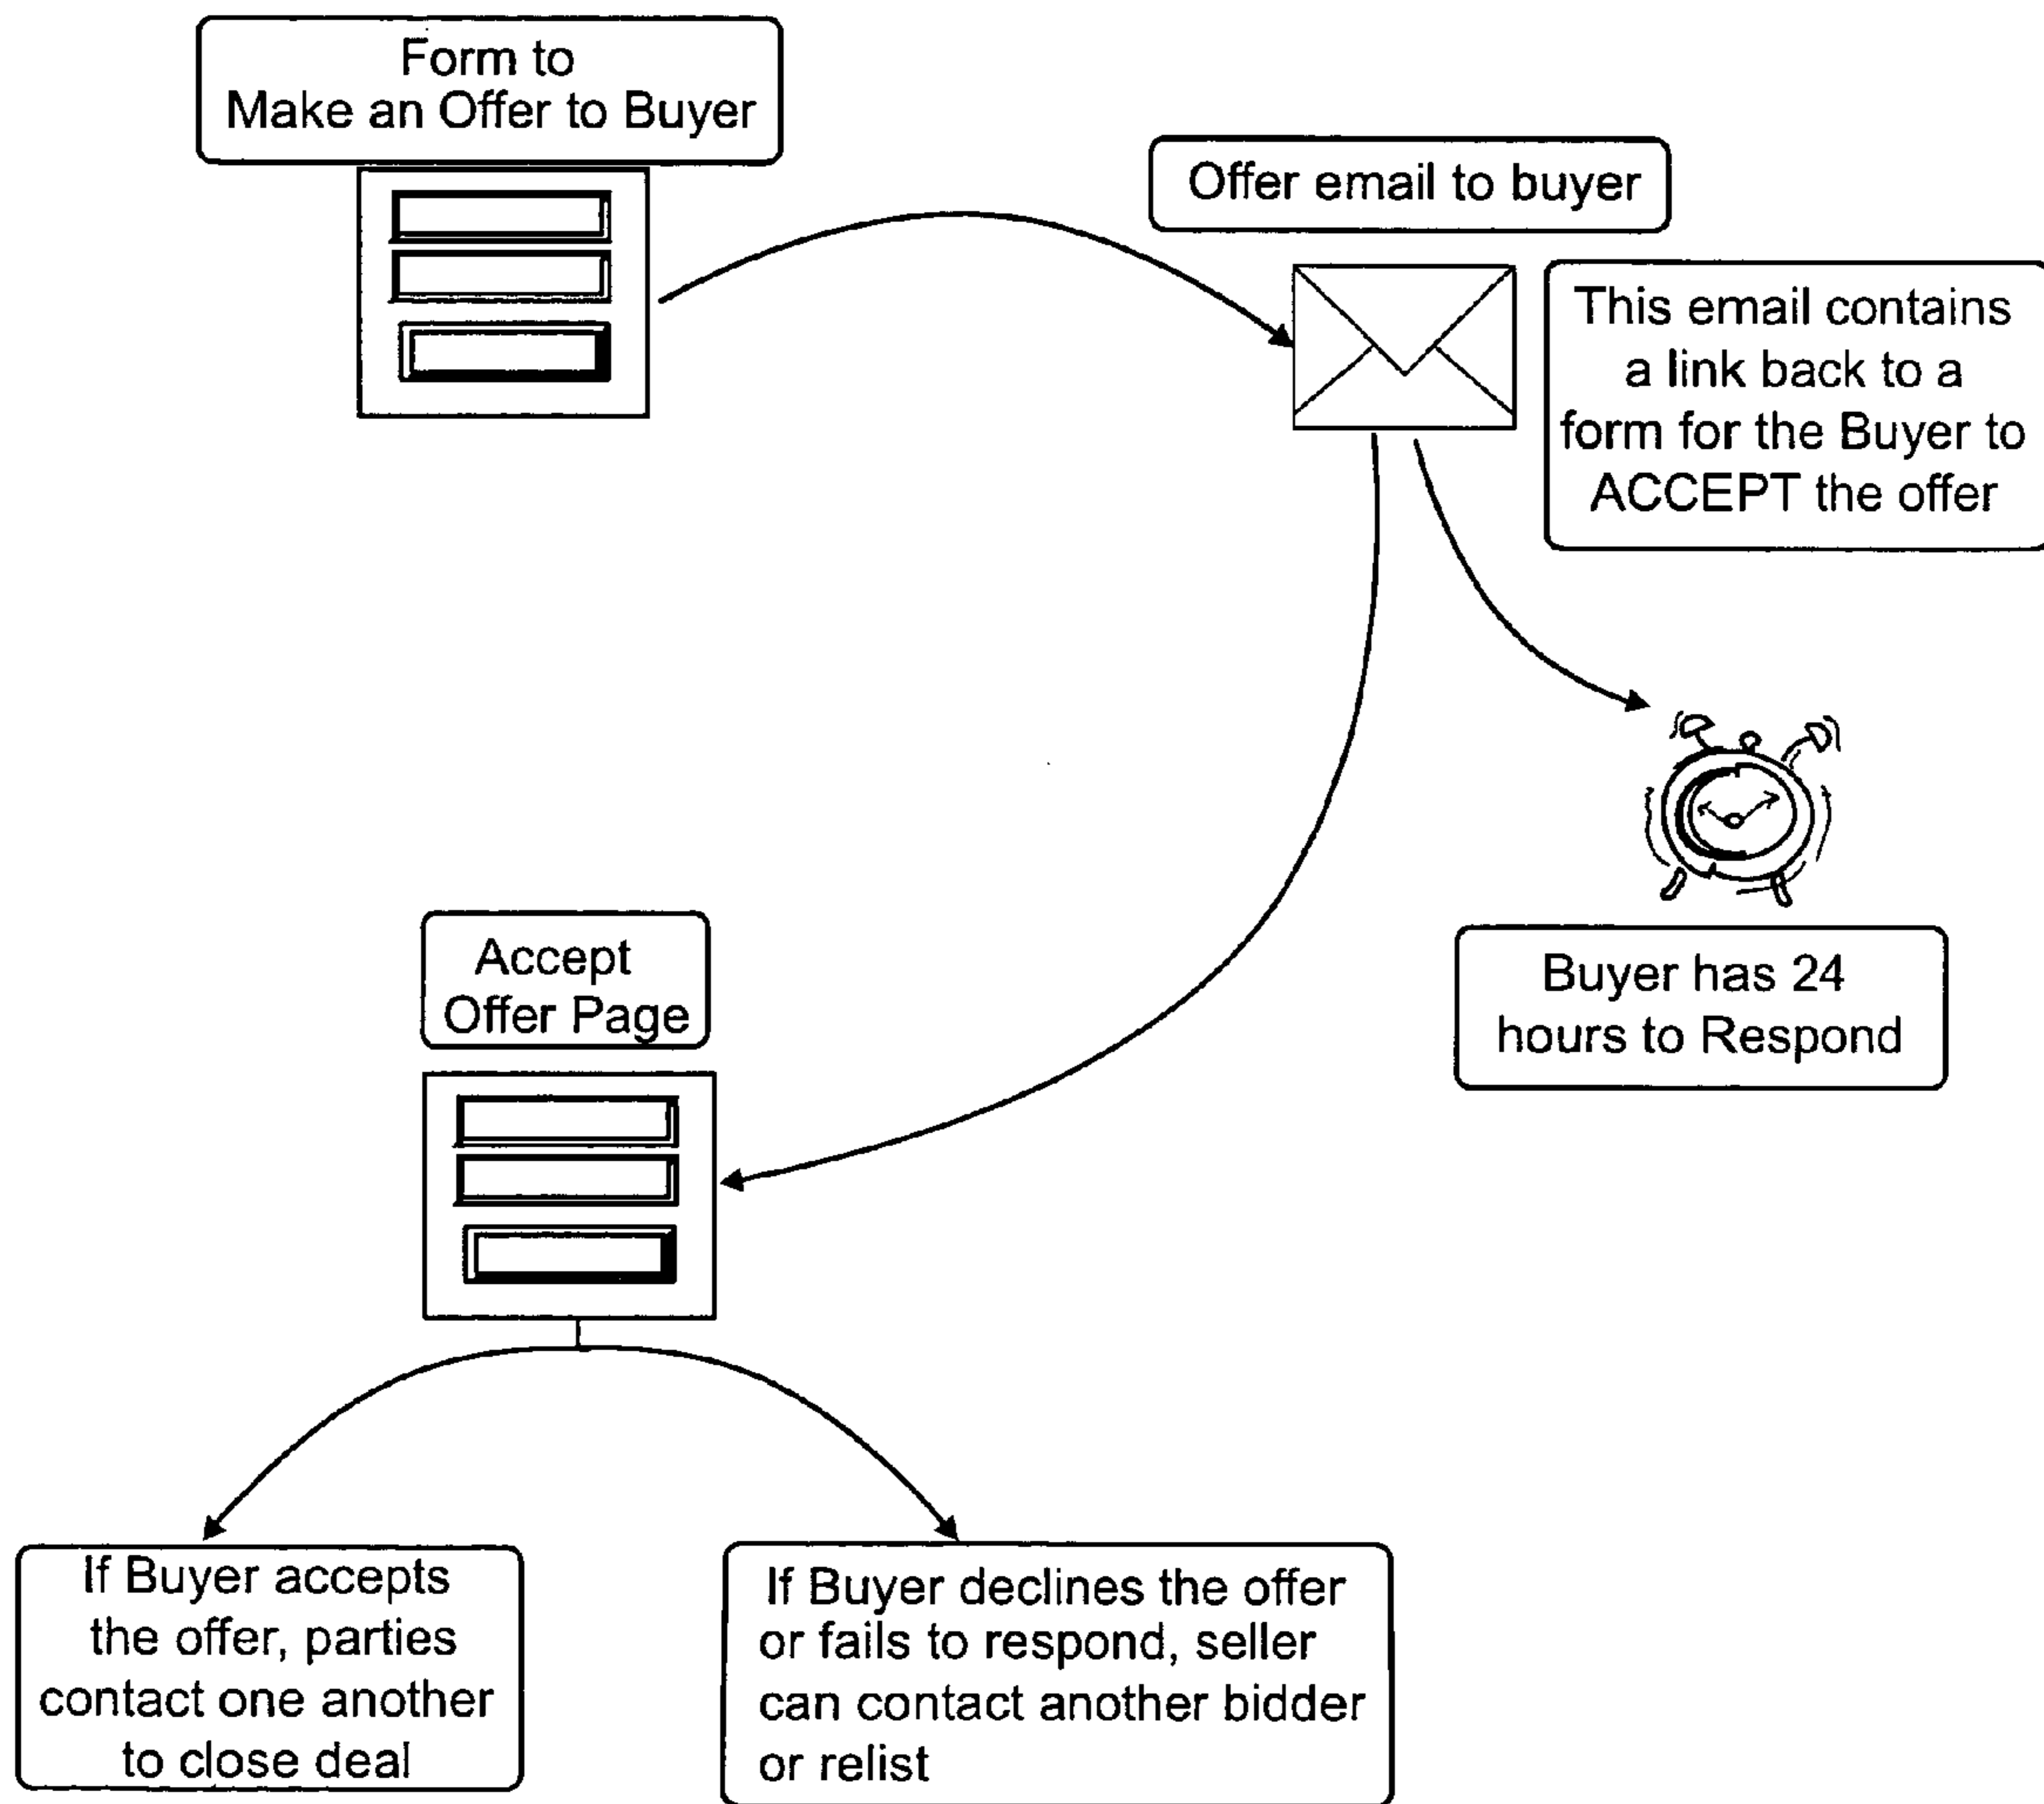 Form to
Make an Offer to Buyer
Offer email to buyer
This email contains
a link back to a
form for the Buyer to
ACCEPT the offer
Buyer has 24
hours to Respond
Accept
Offer Page
If Buyer accepts
the offer, parties
contact one another
to close deal
If Buyer declines the offer
or fails to respond, seller
can contact another bidder
or relist